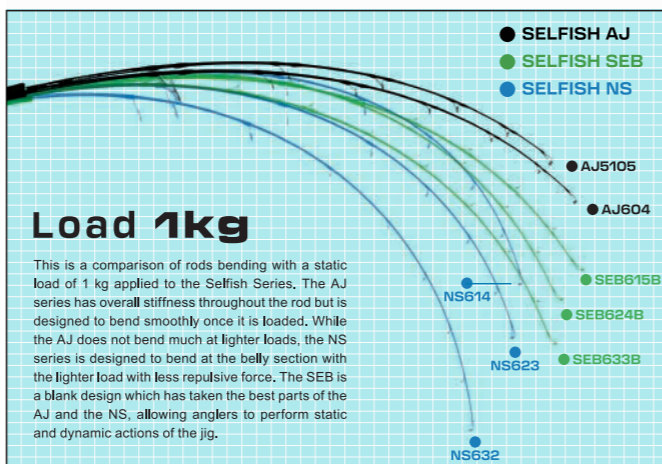 SELFISH AJ
SELFISH SEB
SELFISH NS
AJ5105
AJ604
Load 1kg
This is a comparison of rods bending with a static
load of 1 kg applied to the Selfish Series. The AJ
series has overall stiffness throughout the rod but is
designed to bend smoothly once it is loaded. While
the AJ does not bend much at lighter loads, the NS
series is designed to bend at the belly section with
the lighter load with less repulsive force. The SEB is
a blank design which has taken the best parts of the
AJ and the NS, allowing anglers to perform static
and dynamic actions of the jig.
SEB615B
NS614
SEB624B
NS623
SEB633B
NS632